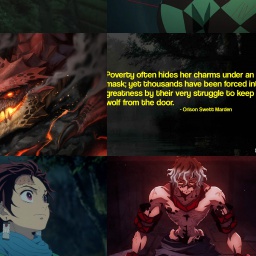 Poverty often hides her charms under an
mask; yet thousands have been forced int
greatness by their very struggle to keep
wolf from the door.
- Orison Swett Marden